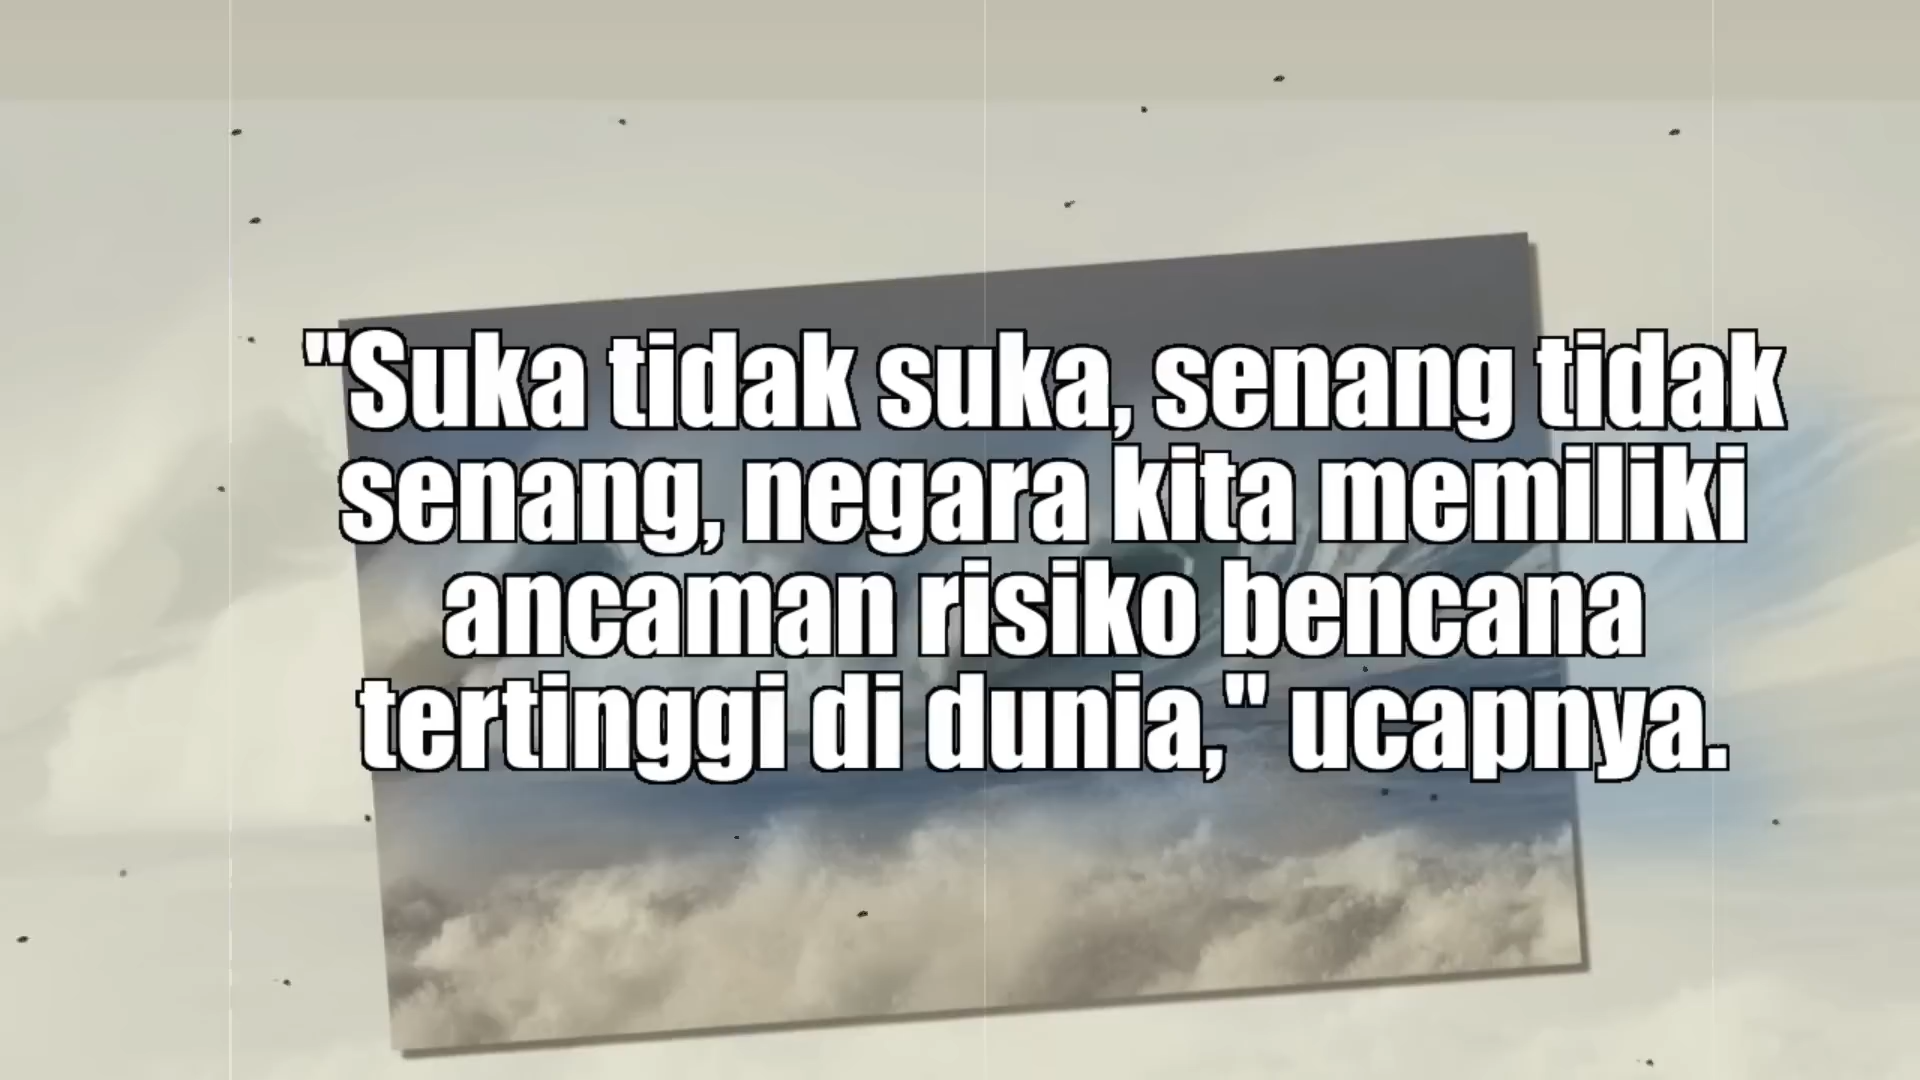 "Suka tidak suka, senang tidak
senang, negara kita memiliki
ancaman risiko bencana
tertinggi di dunia," ucapnya.